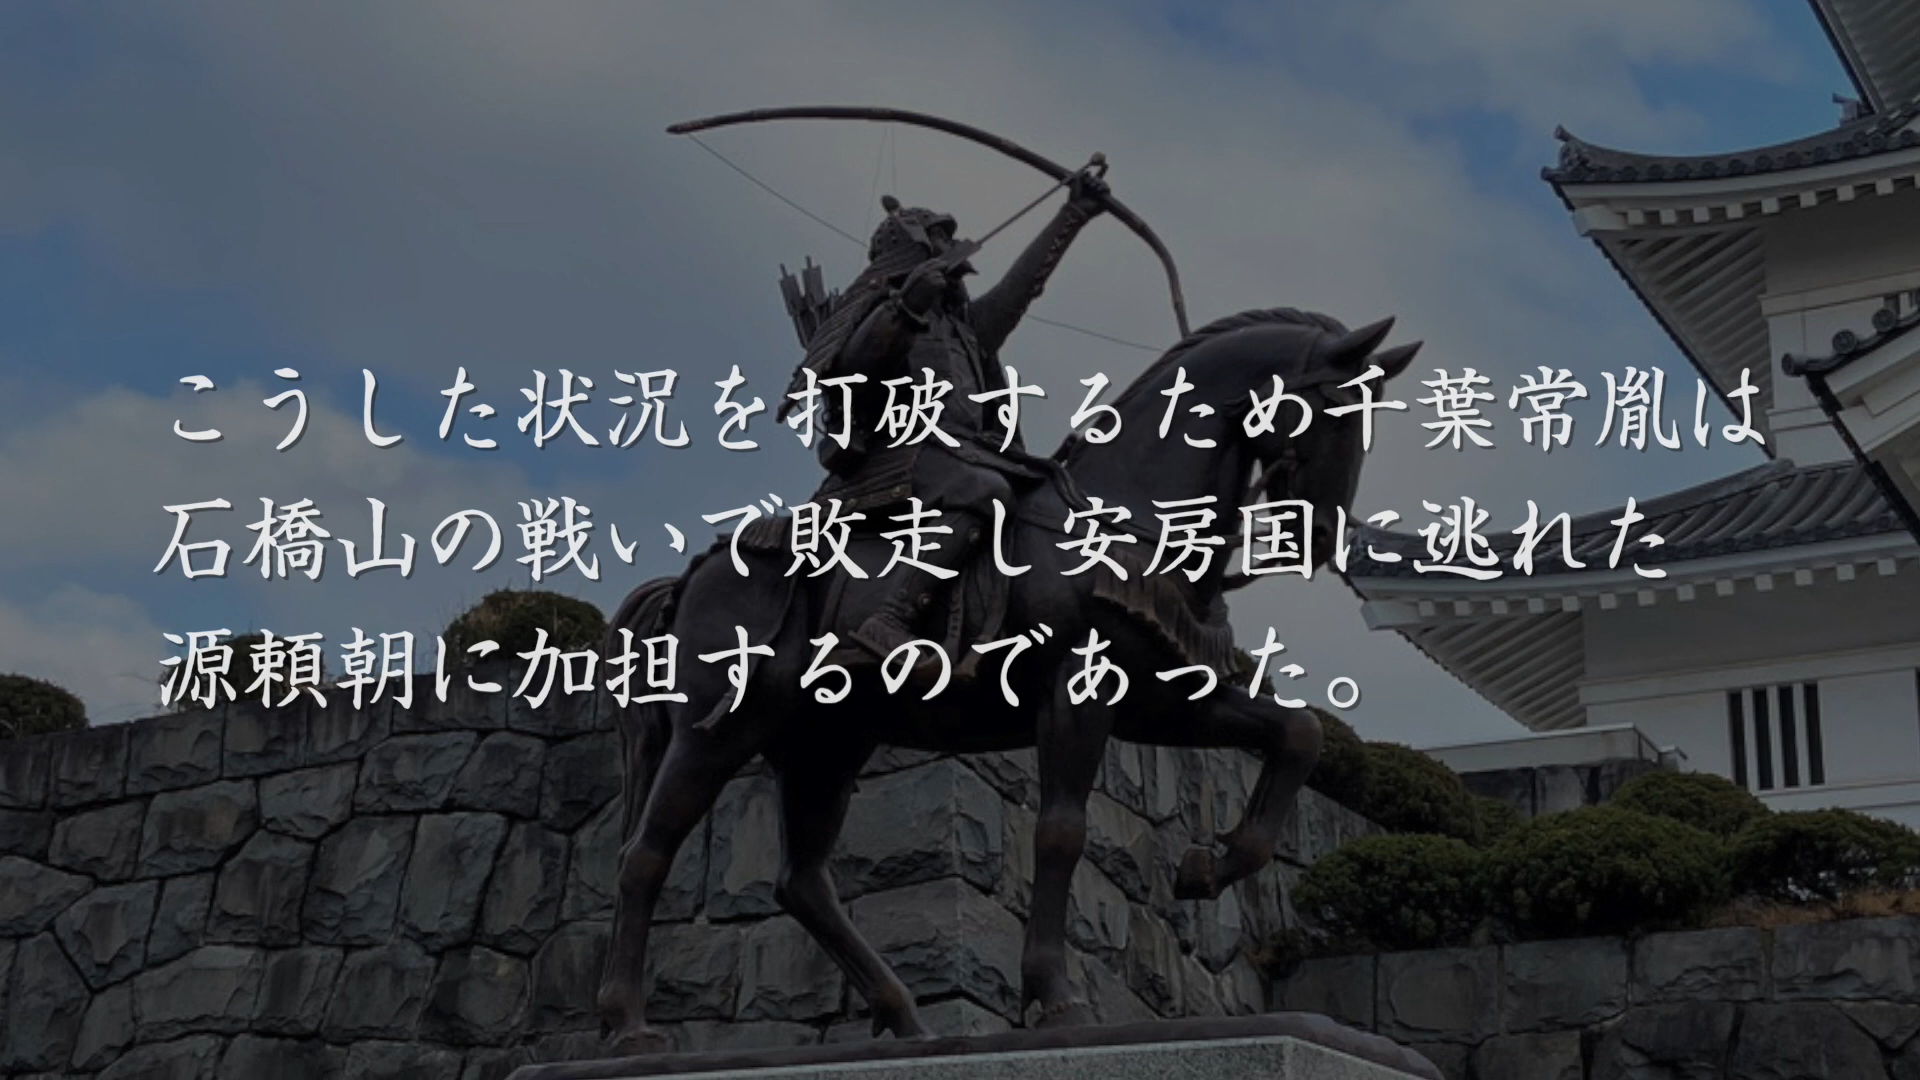 こうした状況を打破するため千葉常胤は
石橋山の戦いで敗走し安房国に逃れた
源頼朝に加担するのであった。